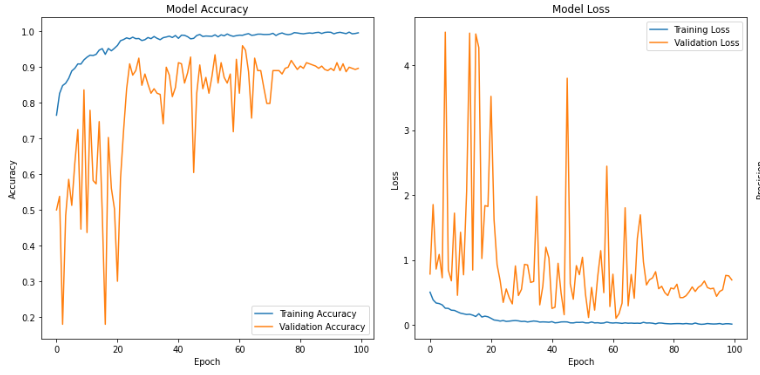 Model Accuracy
1.0
0.9
0.8
0.7
0.6
0.5
0.4
0.3
0.2
Accuracy
0
20
40
60
80
100
Epoch
Training Accuracy
Validation Accuracy
Model Loss
4
3
2
1
0
Loss
0
20
40
60
80
100
Epoch
Training Loss
Validation Loss
Precision